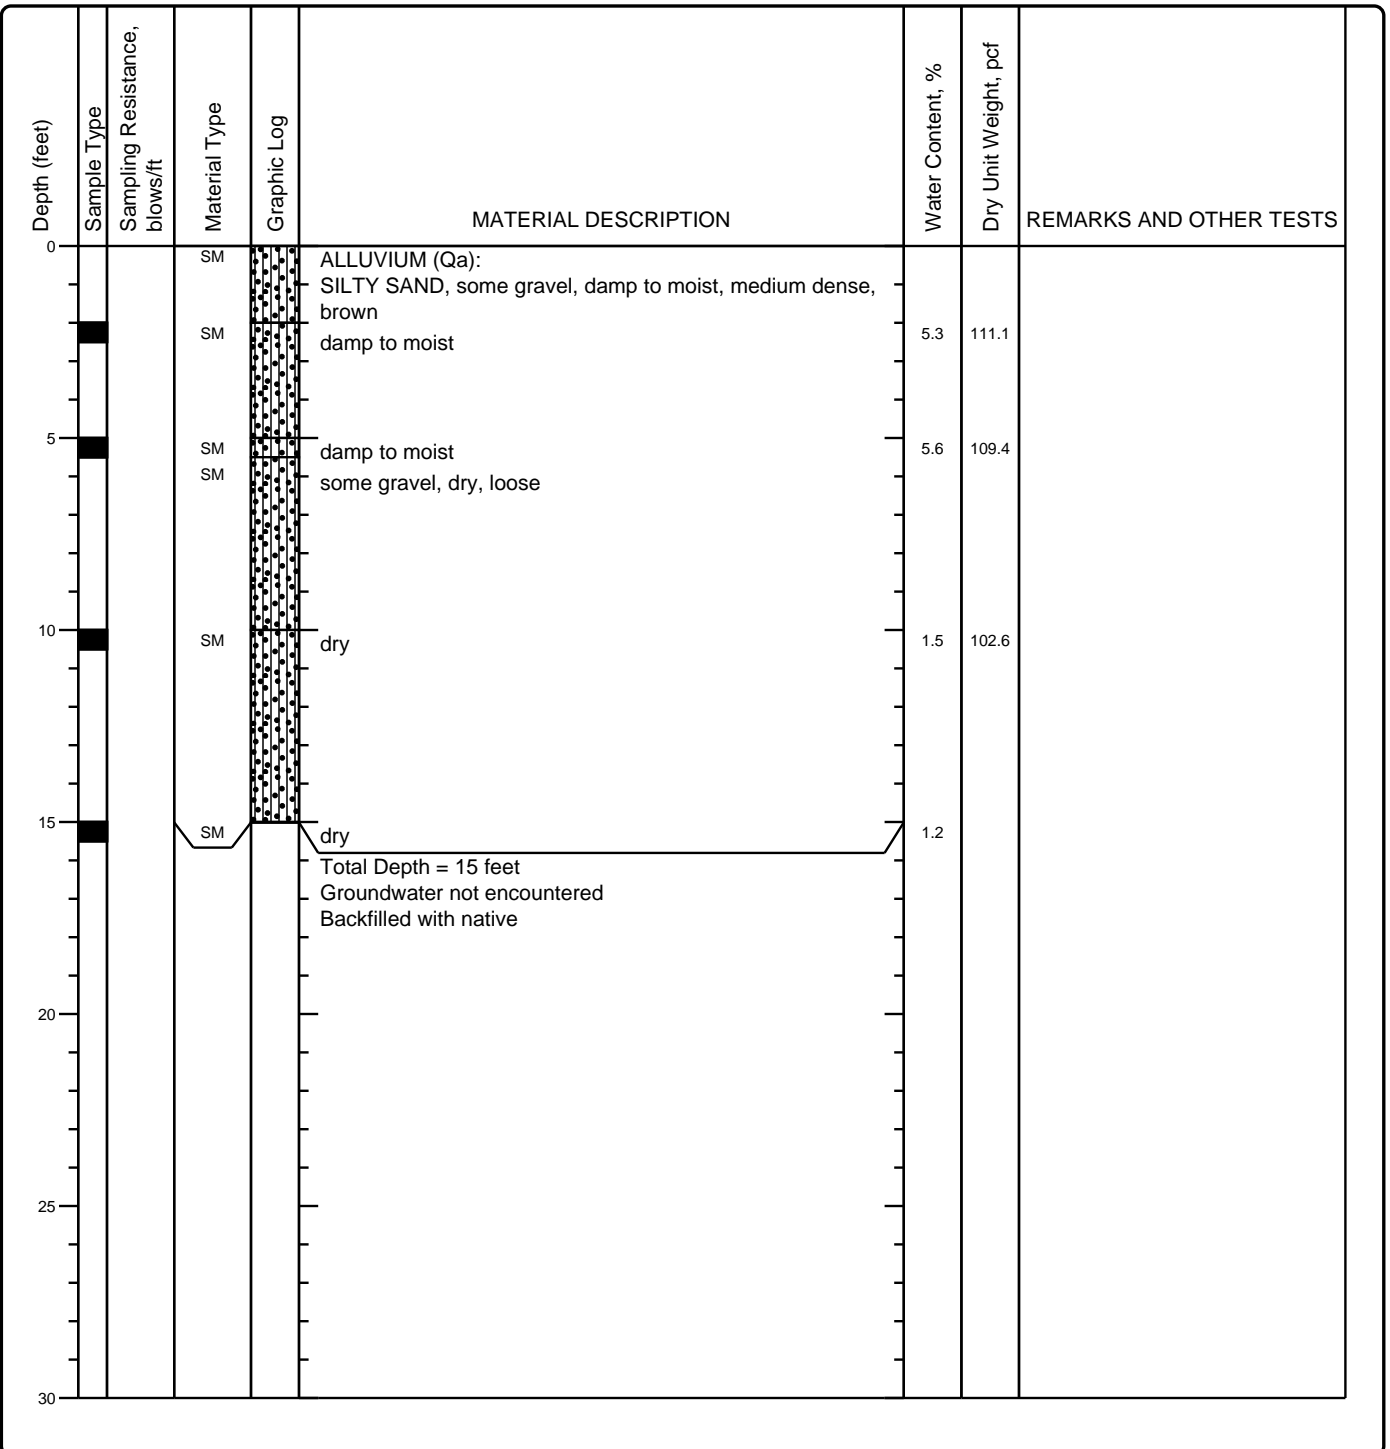 Depth (feet)
Sample Type
Sampling Resistance,
blows/ft
Material Type
Graphic Log
MATERIAL DESCRIPTION
Water Content, %
Dry Unit Weight, pcf
REMARKS AND OTHER TESTS
0
SM
ALLUVIUM (Qa):
SILTY SAND, some gravel, damp to moist, medium dense,
brown
SM
damp to moist
5.3
111.1
5
SM
damp to moist
5.6
109.4
SM
some gravel, dry, loose
10
SM
dry
1.5
102.6
15
SM
dry
1.2
Total Depth = 15 feet
Groundwater not encountered
Backfilled with native
20
25
30